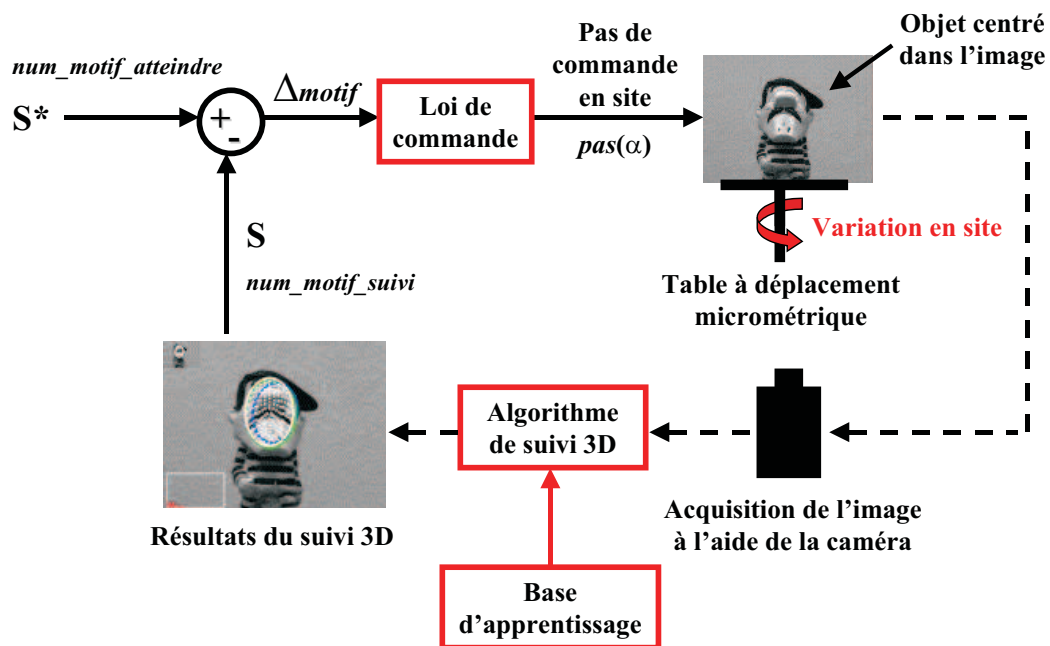 num_motif_atteindre
S*
+
-
Δmotif
Loi de
commande
Pas de
commande
en site
pas(α)
Objet centré
dans l’image
Variation en site
Table à déplacement
micrométrique
S
num_motif_suivi
Résultats du suivi 3D
Algorithme
de suivi 3D
Acquisition de l’image
à l’aide de la caméra
Base
d’apprentissage